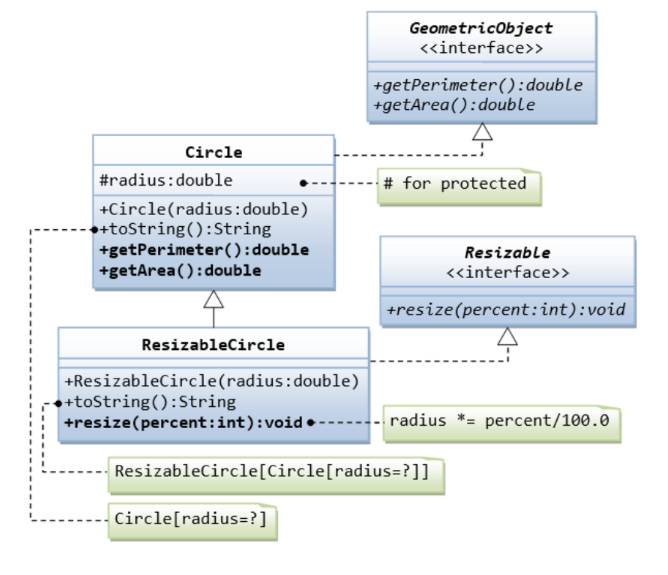 GeometricObject
<<interface>>
+getPerimeter():double
+getArea():double
Circle
#radius:double
# for protected
+Circle(radius:double)
+toString():String
+getPerimeter():double
+getArea():double
Resizable
<<interface>>
+resize(percent:int):void
ResizableCircle
+ResizableCircle(radius:double)
+toString():String
+resize(percent:int):void
radius *= percent/100.0
ResizableCircle[Circle[radius=?]]
Circle[radius=?]